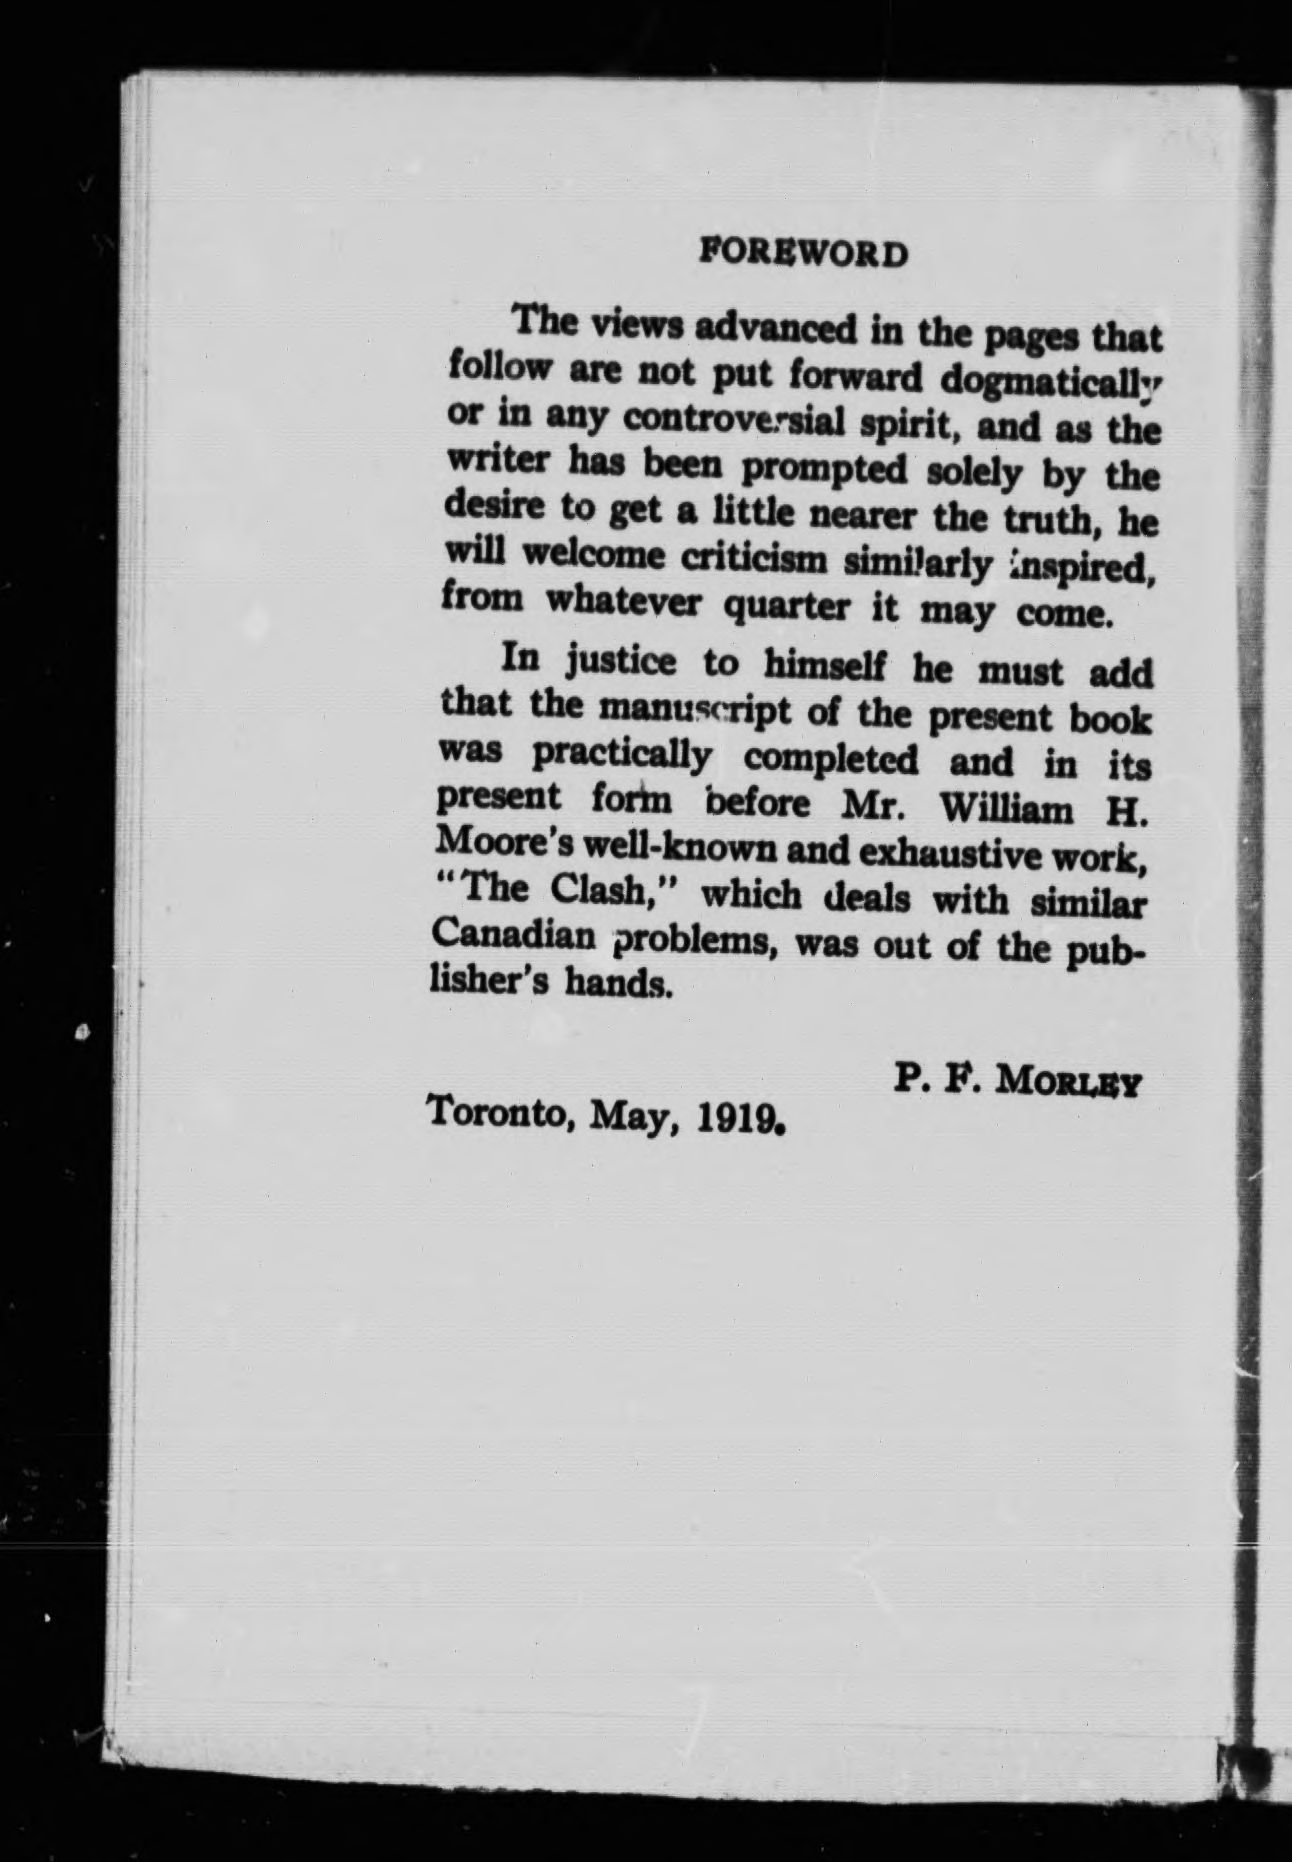 FOREWORD
The views advanced in the pages that
follow are not put forward dogmatically
or in any controversial spirit, and as the
writer has been prompted solely by the
desire to get a little nearer the truth, he
will welcome criticism similarly inspired,
from whatever quarter it may come.
In justice to himself he must add
that the manuscript of the present book
was practically completed and in its
present form before Mr. William H.
Moore's well-known and exhaustive work,
"The Clash," which deals with similar
Canadian problems, was out of the pub-
lisher's hands.
P. F. MORLEY
Toronto, May, 1919.